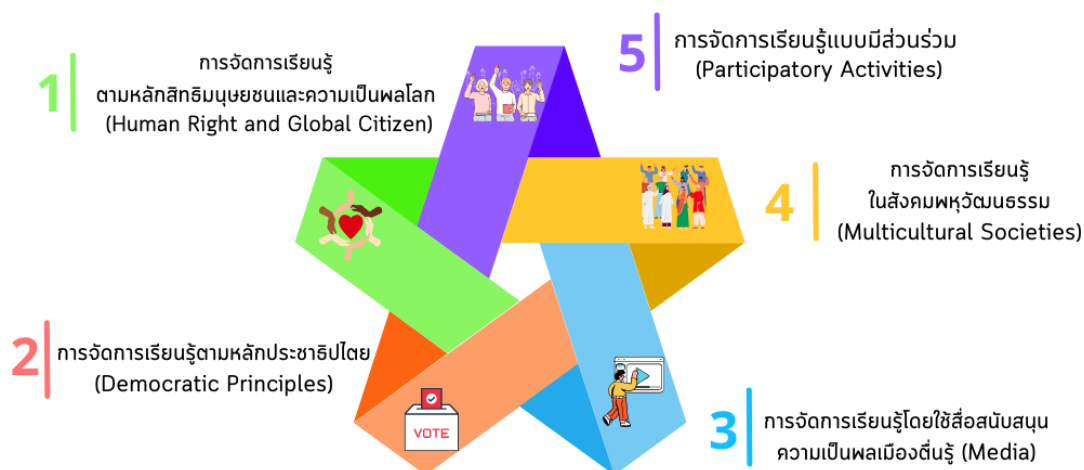 1
การจัดการเรียนรู้
ตามหลักสิทธิมนุษยชนและความเป็นพลโลก
(Human Right and Global Citizen)
2
การจัดการเรียนรู้ตามหลักประชาธิปไตย
(Democratic Principles)
VOTE
3
การจัดการเรียนรู้โดยใช้สื่อสนับสนุน
ความเป็นพลเมืองตื่นรู้ (Media)
4
การจัดการเรียนรู้
ในสังคมพหุวัฒนธรรม
(Multicultural Societies)
5
การจัดการเรียนรู้แบบมีส่วนร่วม
(Participatory Activities)